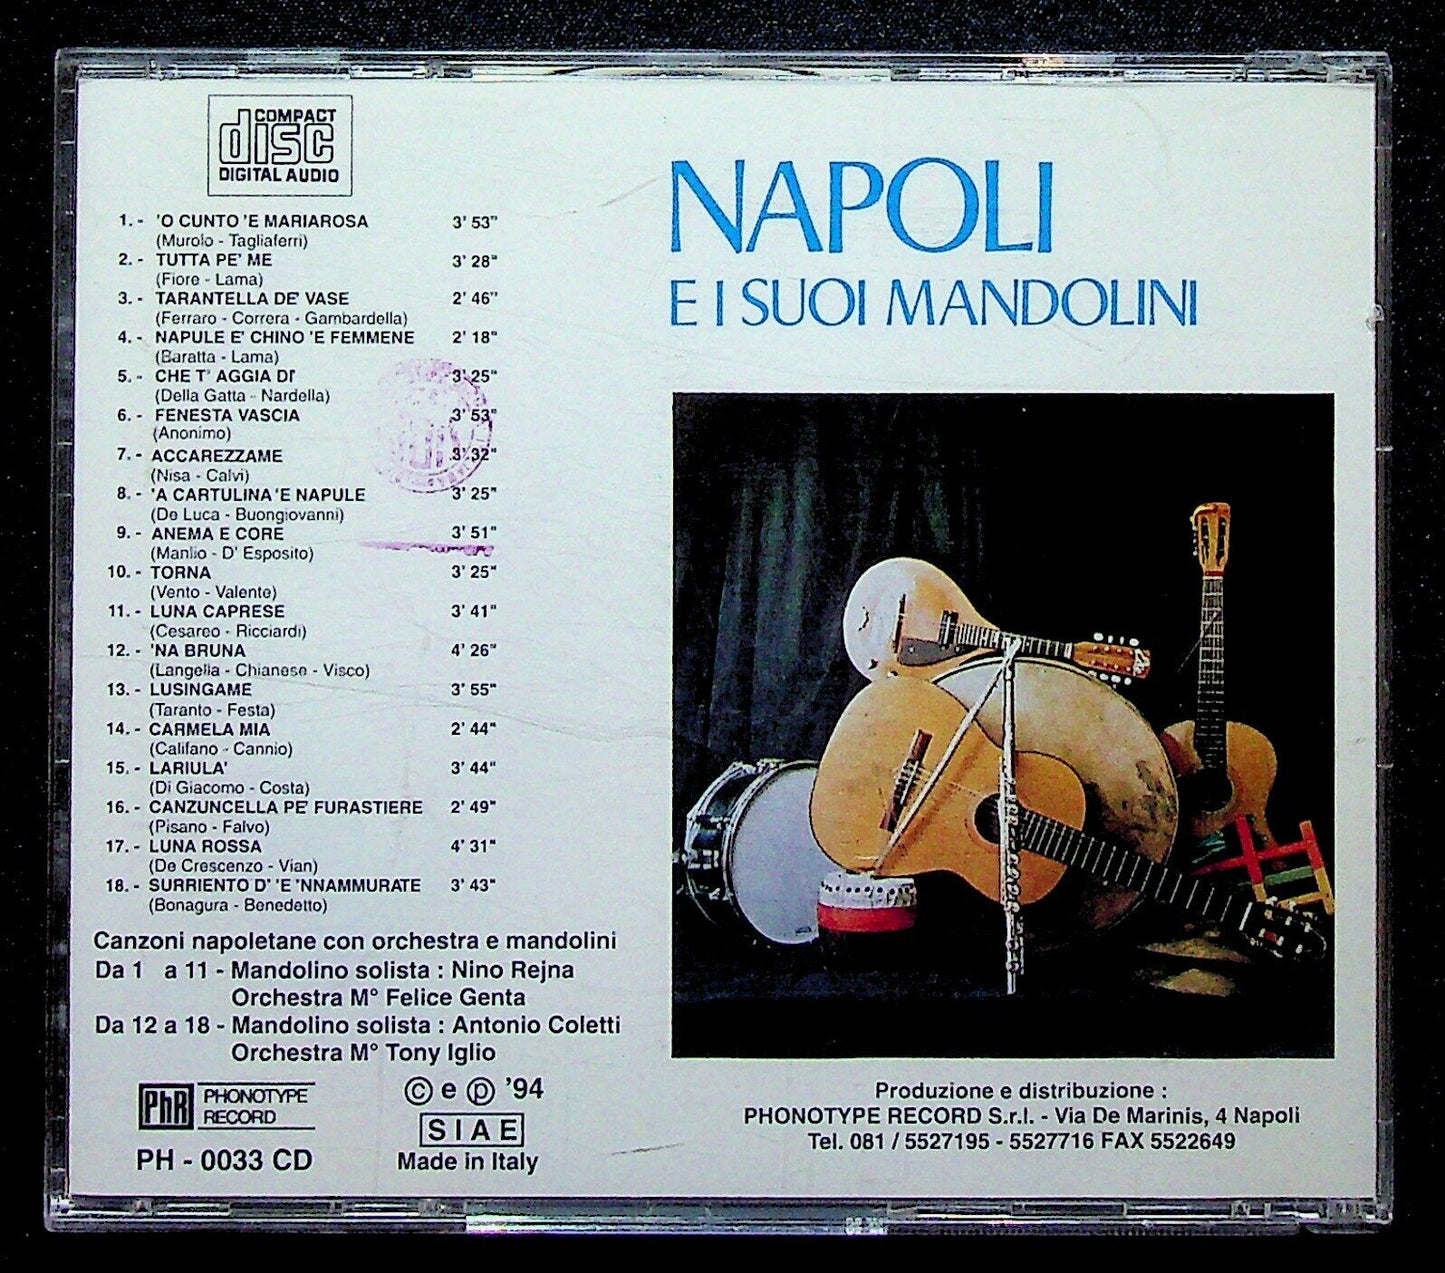 COMPACT
disc
DIGITAL AUDIO
NAPOLI
E I SUOI MANDOLINI
1. - 'O CUNTO 'E MARIAROSA 3' 53"
(Murolo - Tagliaferri)
2. - TUTTA PE' ME 3' 28"
(Fiore - Lama)
3. - TARANTELLA DE' VASE 2' 46"
(Ferraro - Correra - Gambardella)
4. - NAPULE E' CHINO 'E FEMMENE 2' 18"
(Baratta - Lama)
5. - CHE T' AGGIA DI' 3' 25"
(Della Gatta - Nardella)
6. - FENESTA VASCIA 3' 53"
(Anonimo)
7. - ACCAREZZAME 3' 32"
(Nisa - Calvi)
8. - 'A CARTULINA 'E NAPULE 3' 25"
(De Luca - Buongiovanni)
9. - ANEMA E CORE 3' 51"
(Manlio - D' Esposito)
10. - TORNA 3' 25"
(Vento - Valente)
11. - LUNA CAPRESE 3' 41"
(Cesareo - Ricciardi)
12. - 'NA BRUNA 4' 26"
(Langella - Chianese - Visco)
13. - LUSINGAME 3' 55"
(Taranto - Festa)
14. - CARMELA MIA 2' 44"
(Califano - Cannio)
15. - LARIULA' 3' 44"
(Di Giacomo - Costa)
16. - CANZUNCELLA PE' FURASTIERE 2' 49"
(Pisano - Falvo)
17. - LUNA ROSSA 4' 31"
(De Crescenzo - Vian)
18. - SURRIENTO D' 'E 'NNAMMURATE 3' 43"
(Bonagura - Benedetto)
Canzoni napoletane con orchestra e mandolini
Da 1 a 11 - Mandolino solista : Nino Rejna
Orchestra M° Felice Genta
Da 12 a 18 - Mandolino solista : Antonio Coletti
Orchestra M° Tony Iglio
PhR PHONOTYPE
RECORD
PH - 0033 CD
© e ℗ '94
SIAE
Made in Italy
Produzione e distribuzione :
PHONOTYPE RECORD S.r.l. - Via De Marinis, 4 Napoli
Tel. 081 / 5527195 - 5527716 FAX 5522649